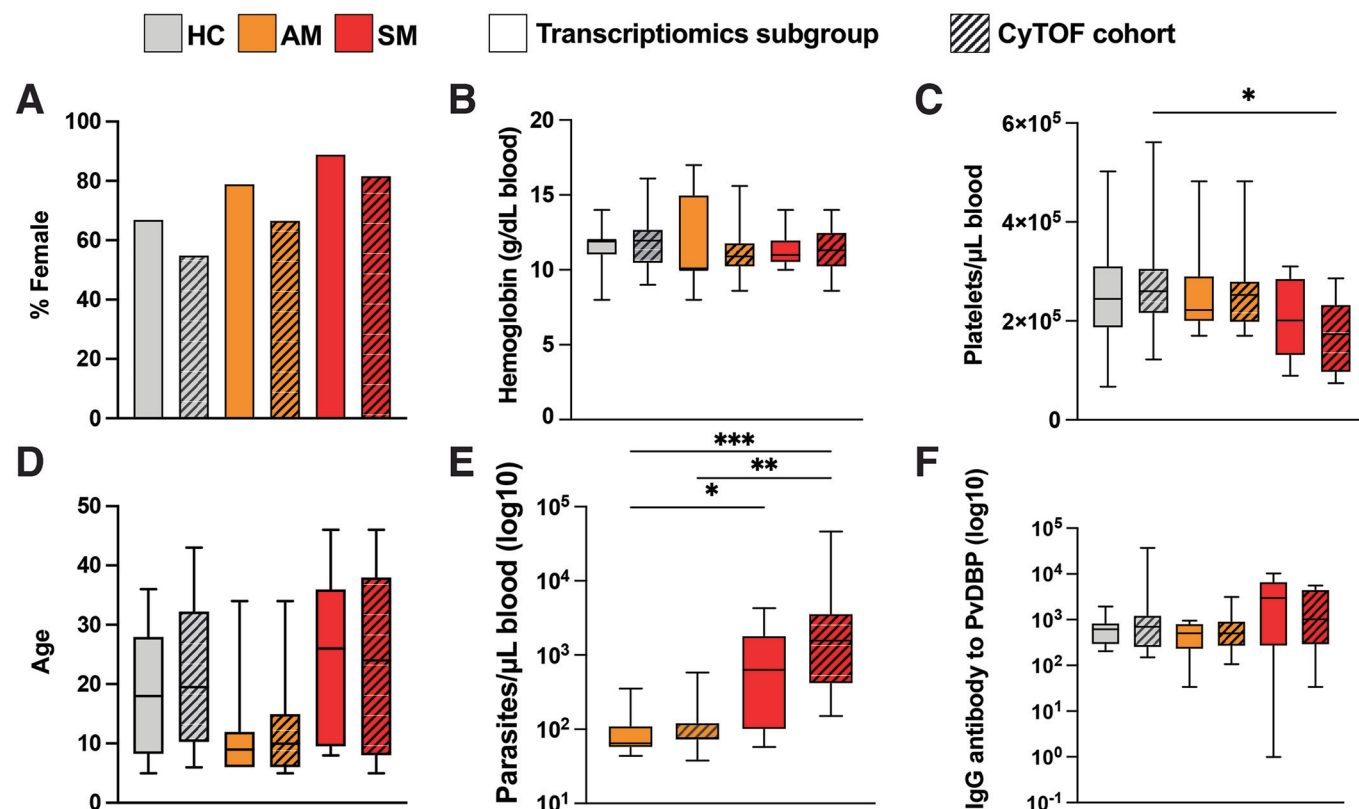 HC AM SM Transcriptiomics subgroup CyTOF cohort
A
% Female
100
80
60
40
20
0
B
Hemoglobin (g/dL blood)
20
15
10
5
0
C
Platelets/µL blood
6×10⁵
4×10⁵
2×10⁵
0
*
D
Age
50
40
30
20
10
0
E
Parasites/µL blood (log10)
10⁵
10⁴
10³
10²
10¹
***
**
*
F
IgG antibody to PvDBP (log10)
10⁵
10⁴
10³
10²
10¹
10⁰
10⁻¹